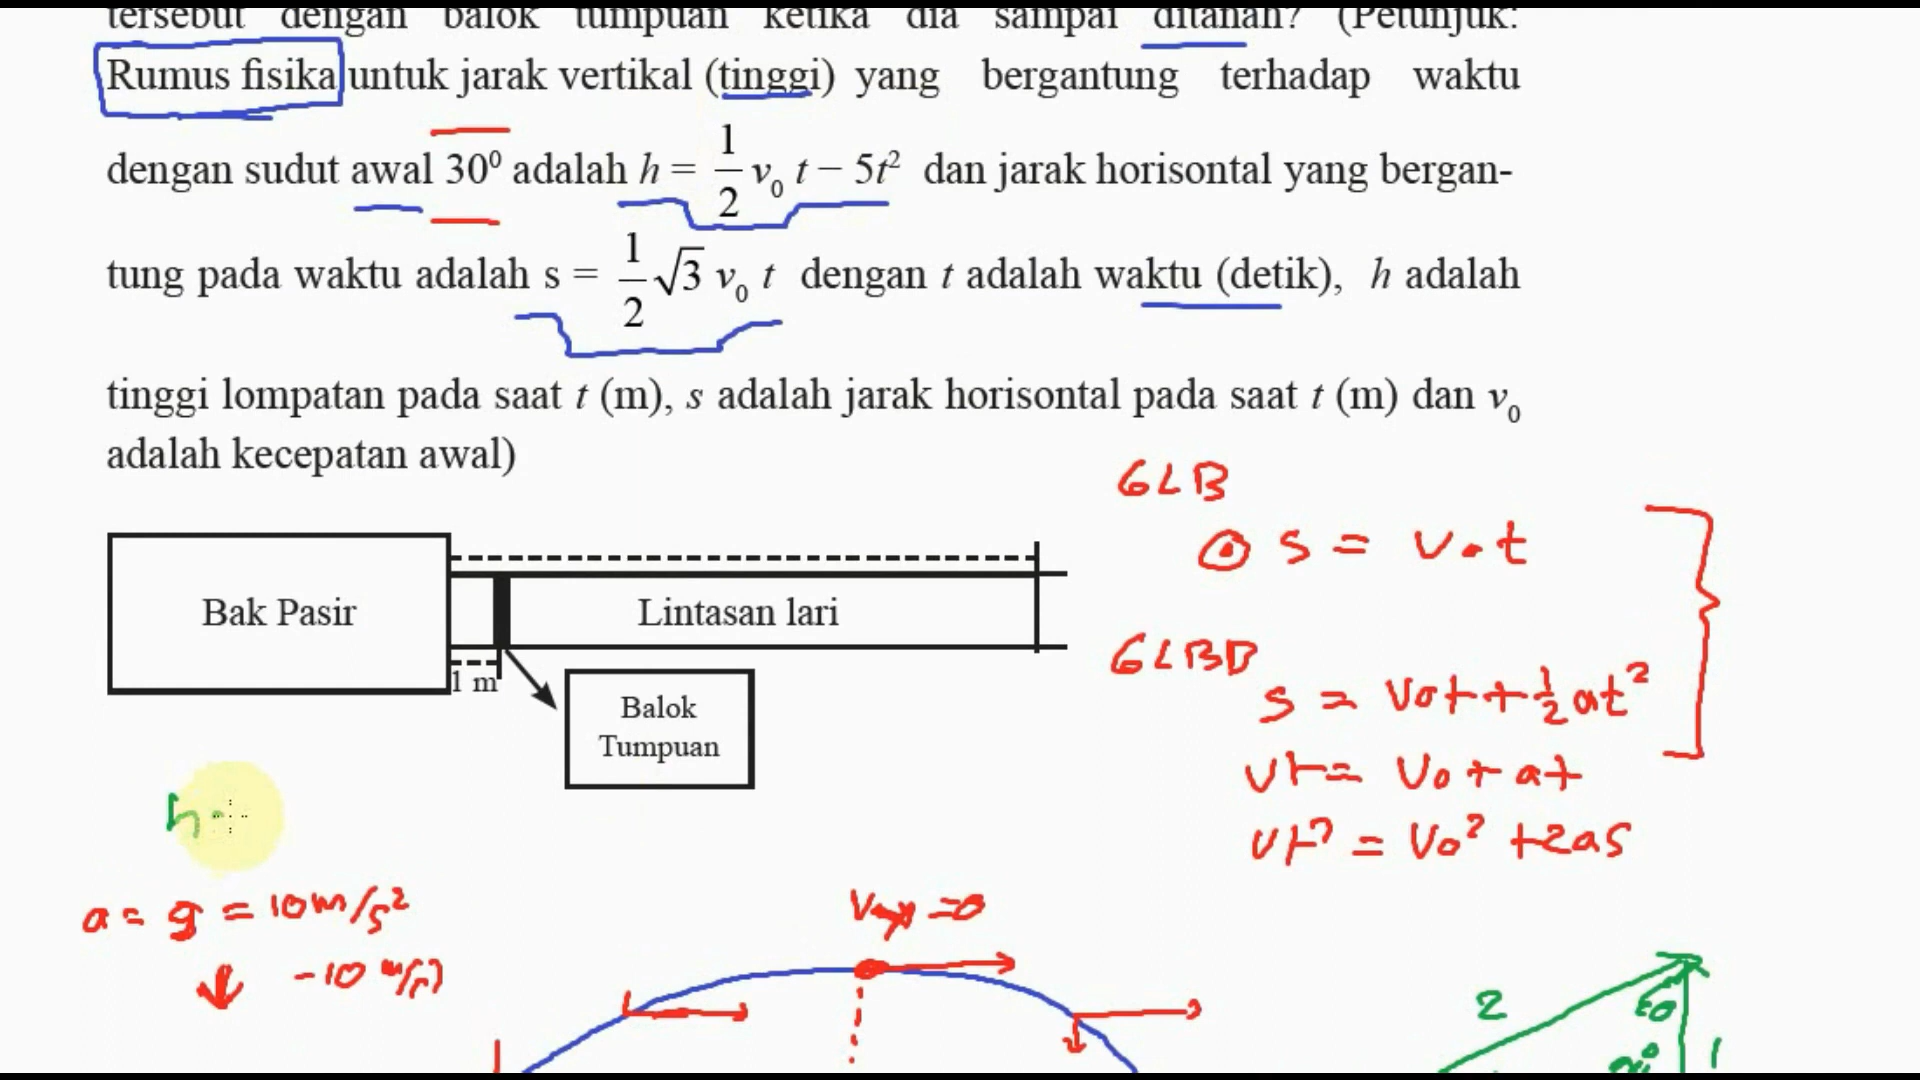 tersebut dengan balok tumpuan ketika dia sampai ditanah? (Petunjuk:
Rumus fisika untuk jarak vertikal (tinggi) yang bergantung terhadap waktu
dengan sudut awal 30⁰ adalah h = 1/2 v₀ t − 5t² dan jarak horisontal yang bergan-
tung pada waktu adalah s = 1/2 √3 v₀ t dengan t adalah waktu (detik), h adalah
tinggi lompatan pada saat t (m), s adalah jarak horisontal pada saat t (m) dan v₀
adalah kecepatan awal)
GLB
s = v . t
Bak Pasir
Lintasan lari
1 m
Balok
Tumpuan
GLBB
s = v₀t + 1/2 at²
vt = v₀ + at
vt² = v₀² + 2as
h
a = g = 10 m/s²
-10
= 0
2
60
1